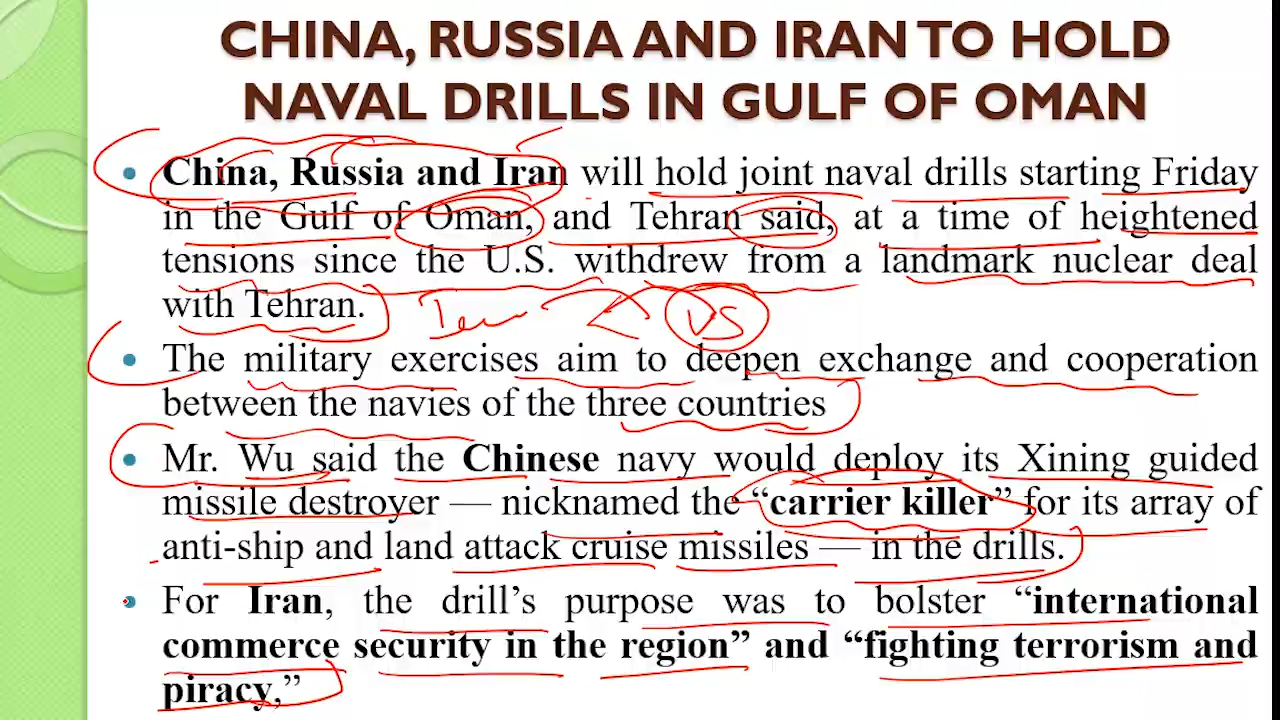 CHINA, RUSSIA AND IRAN TO HOLD
NAVAL DRILLS IN GULF OF OMAN
China, Russia and Iran will hold joint naval drills starting Friday
in the Gulf of Oman, and Tehran said, at a time of heightened
tensions since the U.S. withdrew from a landmark nuclear deal
with Tehran.
US
The military exercises aim to deepen exchange and cooperation
between the navies of the three countries
Mr. Wu said the Chinese navy would deploy its Xining guided
missile destroyer — nicknamed the “carrier killer” for its array of
anti-ship and land attack cruise missiles — in the drills.
For Iran, the drill’s purpose was to bolster “international
commerce security in the region” and “fighting terrorism and
piracy,”